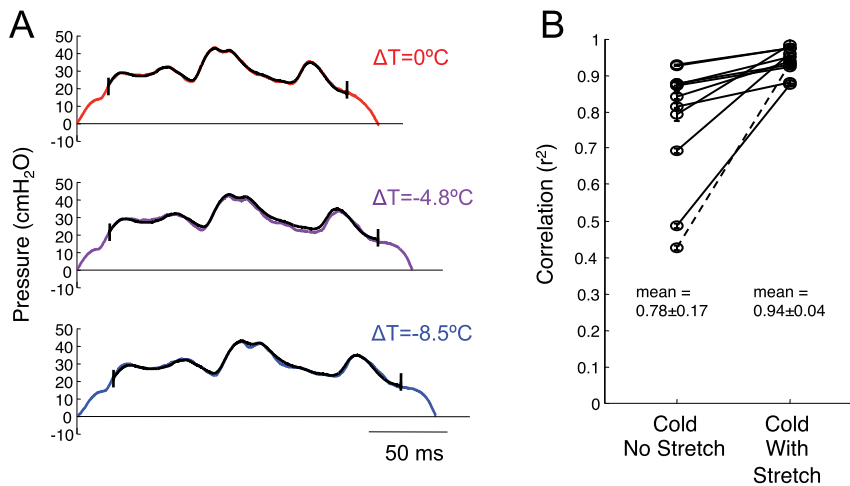 A
Pressure (cmH2O)
50
40
30
20
10
0
-10
ΔT=0ºC
50
40
30
20
10
0
-10
ΔT=-4.8ºC
50
40
30
20
10
0
-10
ΔT=-8.5ºC
50 ms
B
Correlation (r²)
1
0.9
0.8
0.7
0.6
0.5
0.4
0.3
0.2
0.1
0
mean =
0.78±0.17
mean =
0.94±0.04
Cold
No Stretch
Cold
With
Stretch